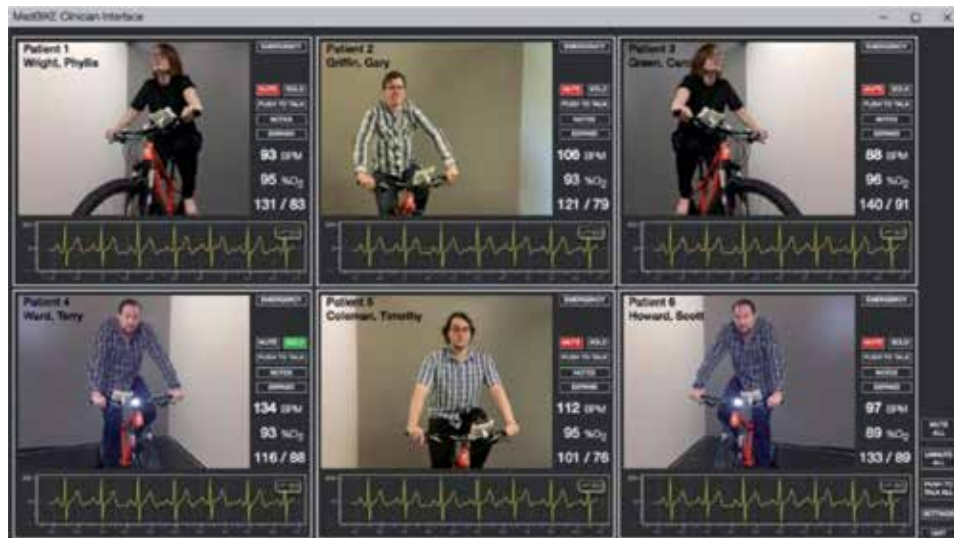 MedBIKE Clinician Interface
Patient 1
Wright, Phyllis
EMERGENCY
MUTE SOLO
PUSH TO TALK
NOTES
EXPAND
93 BPM
95 %O2
131 / 83
Patient 2
Griffin, Gary
EMERGENCY
MUTE SOLO
PUSH TO TALK
NOTES
EXPAND
106 BPM
93 %O2
121 / 79
Patient 3
Green,
EMERGENCY
MUTE SOLO
PUSH TO TALK
NOTES
EXPAND
88 BPM
96 %O2
140 / 91
Patient 4
Ward, Terry
EMERGENCY
MUTE SOLO
PUSH TO TALK
NOTES
EXPAND
134 BPM
93 %O2
116 / 88
Patient 5
Coleman, Timothy
EMERGENCY
MUTE SOLO
PUSH TO TALK
NOTES
EXPAND
112 BPM
95 %O2
101 / 76
Patient 6
Howard, Scott
EMERGENCY
MUTE SOLO
PUSH TO TALK
NOTES
EXPAND
97 BPM
89 %O2
133 / 89
MUTE
ALL
UNMUTE
ALL
PUSH TO
TALK ALL
SETTINGS